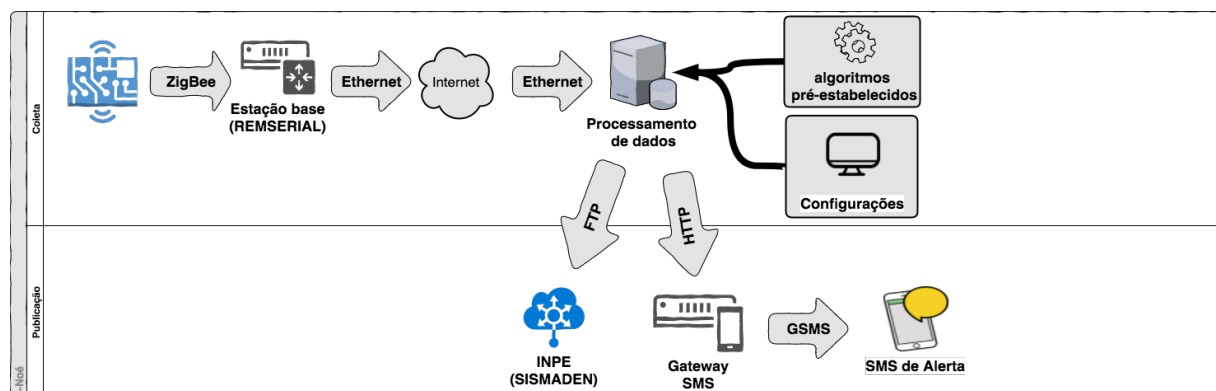 Coleta
ZigBee
Estação base
(REMSERIAL)
Ethernet
Internet
Ethernet
Processamento
de dados
algoritmos
pré-estabelecidos
Configurações
FTP
HTTP
-Noé
Publicação
INPE
(SISMADEN)
Gateway
SMS
GSMS
SMS de Alerta